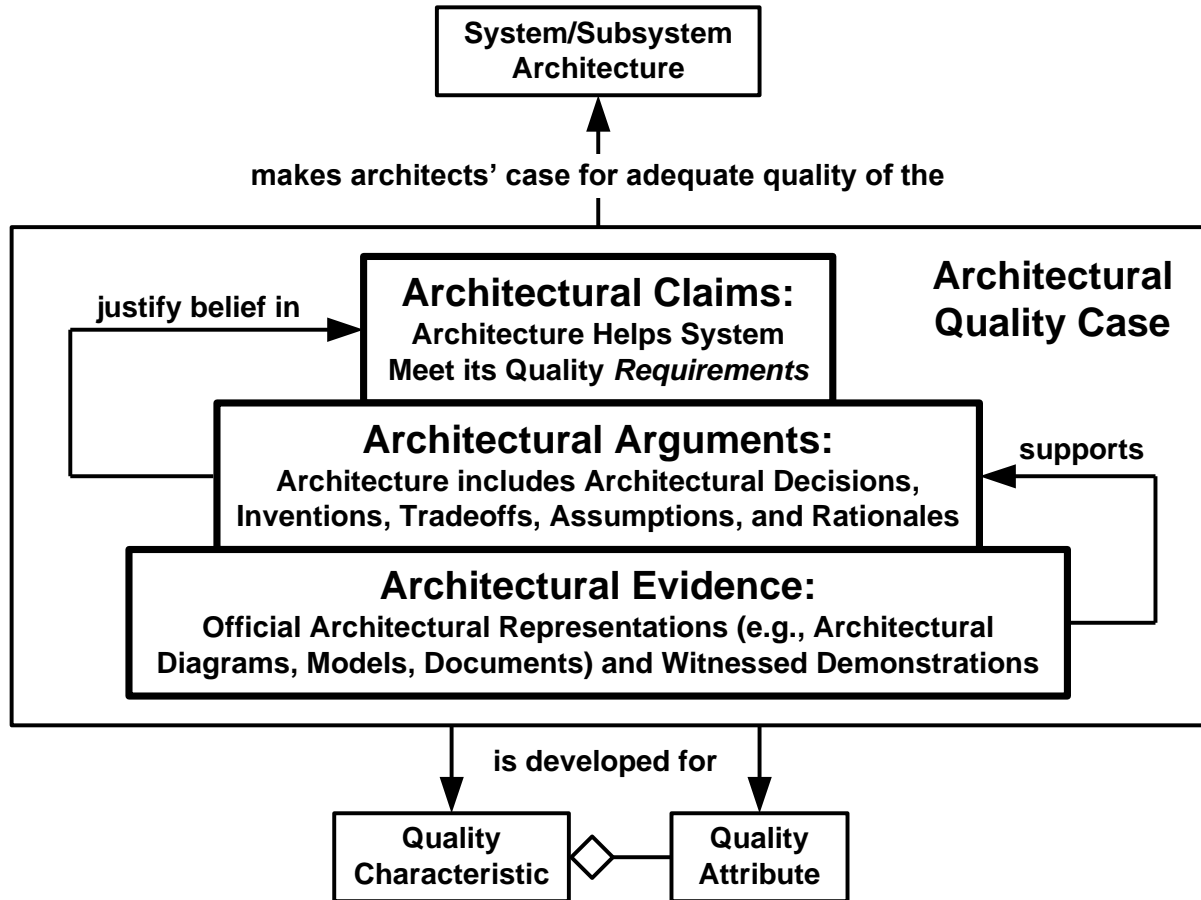 System/Subsystem
Architecture
makes architects’ case for adequate quality of the
Architectural
Quality Case
justify belief in
Architectural Claims:
Architecture Helps System
Meet its Quality Requirements
Architectural Arguments:
Architecture includes Architectural Decisions,
Inventions, Tradeoffs, Assumptions, and Rationales
supports
Architectural Evidence:
Official Architectural Representations (e.g., Architectural
Diagrams, Models, Documents) and Witnessed Demonstrations
is developed for
Quality
Characteristic
Quality
Attribute